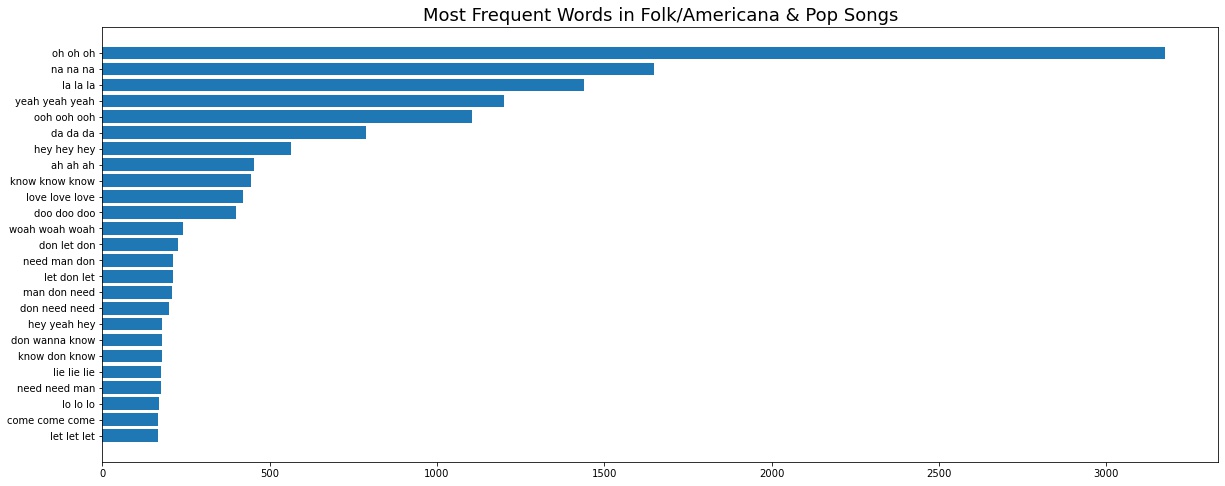 Most Frequent Words in Folk/Americana & Pop Songs
oh oh oh
na na na
la la la
yeah yeah yeah
ooh ooh ooh
da da da
hey hey hey
ah ah ah
know know know
love love love
doo doo doo
woah woah woah
don let don
need man don
let don let
man don need
don need need
hey yeah hey
don wanna know
know don know
lie lie lie
need need man
lo lo lo
come come come
let let let
0 500 1000 1500 2000 2500 3000